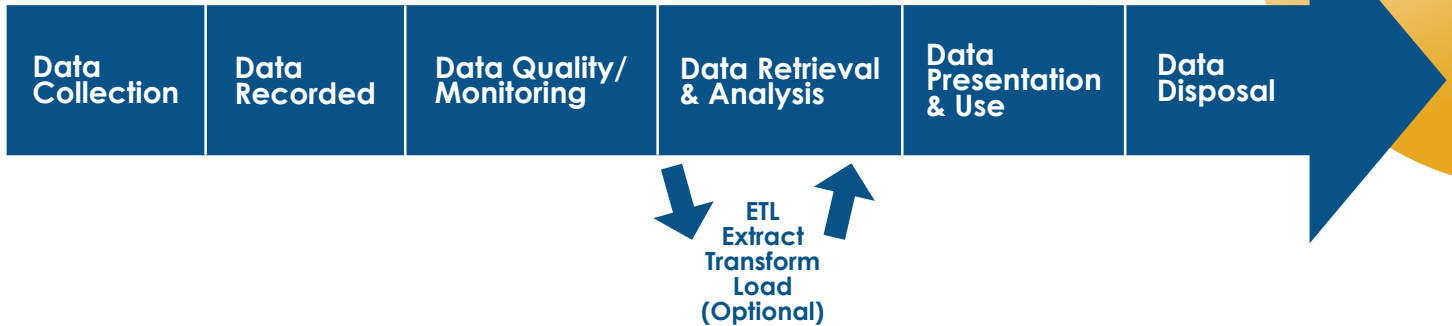 Data
Collection
Data
Recorded
Data Quality/
Monitoring
Data Retrieval
& Analysis
Data
Presentation
& Use
Data
Disposal
ETL
Extract
Transform
Load
(Optional)